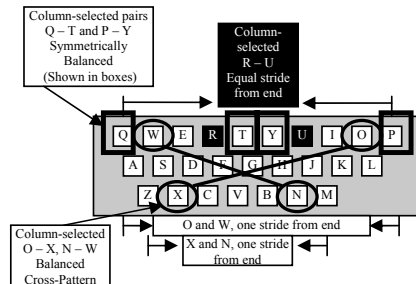 Column-selected pairs
Q – T and P – Y
Symmetrically
Balanced
(Shown in boxes)
Column-
selected
R – U
Equal stride
from end
Q W E R T Y U I O P
A S D F G H J K L
Z X C V B N M
Column-selected
O – X, N – W
Balanced
Cross-Pattern
O and W, one stride from end
X and N, one stride
from end